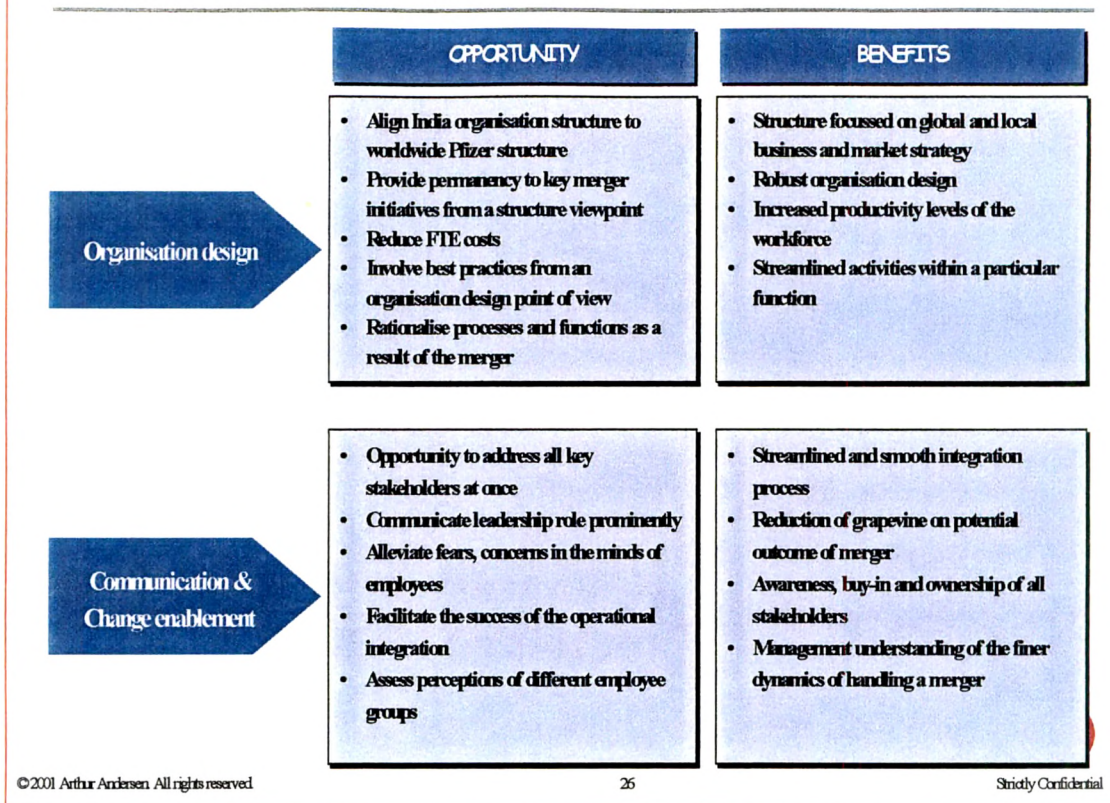 OPPORTUNITY
BENEFITS
Organisation design
• Align India organisation structure to
worldwide Pfizer structure
• Provide permanency to key merger
initiatives from a structure viewpoint
• Reduce FTE costs
• Involve best practices from an
organisation design point of view
• Rationalise processes and functions as a
result of the merger
• Structure focussed on global and local
business and market strategy
• Robust organisation design
• Increased productivity levels of the
workforce
• Streamlined activities within a particular
function
Communication &
Change enablement
• Opportunity to address all key
stakeholders at once
• Communicate leadership role prominently
• Alleviate fears, concerns in the minds of
employees
• Facilitate the success of the operational
integration
• Assess perceptions of different employee
groups
• Streamlined and smooth integration
process
• Reduction of grapevine on potential
outcome of merger
• Awareness, buy-in and ownership of all
stakeholders
• Management understanding of the finer
dynamics of handling a merger
©2001 Arthur Andersen. All rights reserved.
26
Strictly Confidential